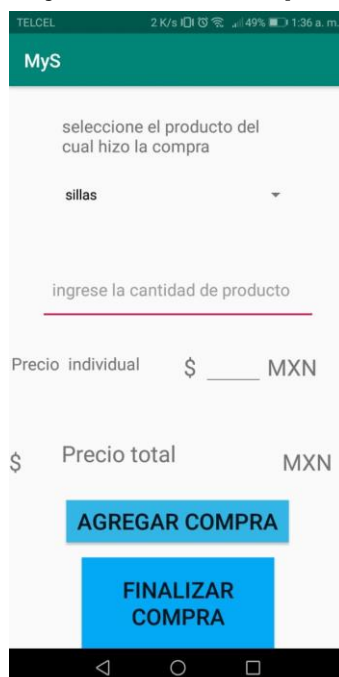 TELCEL 2 K/s 49% 1:36 a. m.
MyS
seleccione el producto del
cual hizo la compra
sillas
ingrese la cantidad de producto
Precio individual $ MXN
$ Precio total MXN
AGREGAR COMPRA
FINALIZAR
COMPRA